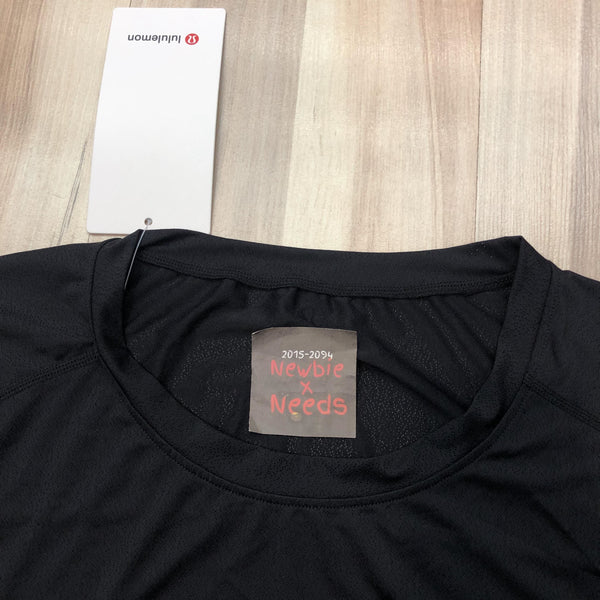 lululemon
2015-2094
Newbie
x
Needs